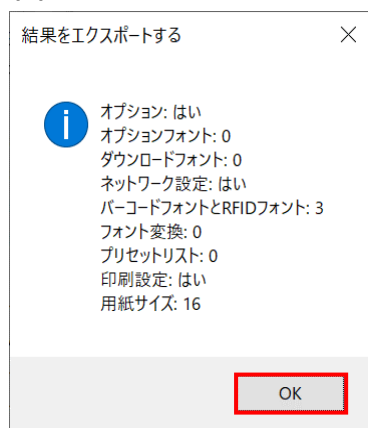 結果をエクスポートする
オプション: はい
オプションフォント: 0
ダウンロードフォント: 0
ネットワーク設定: はい
バーコードフォントとRFIDフォント: 3
フォント変換: 0
プリセットリスト: 0
印刷設定: はい
用紙サイズ: 16
OK